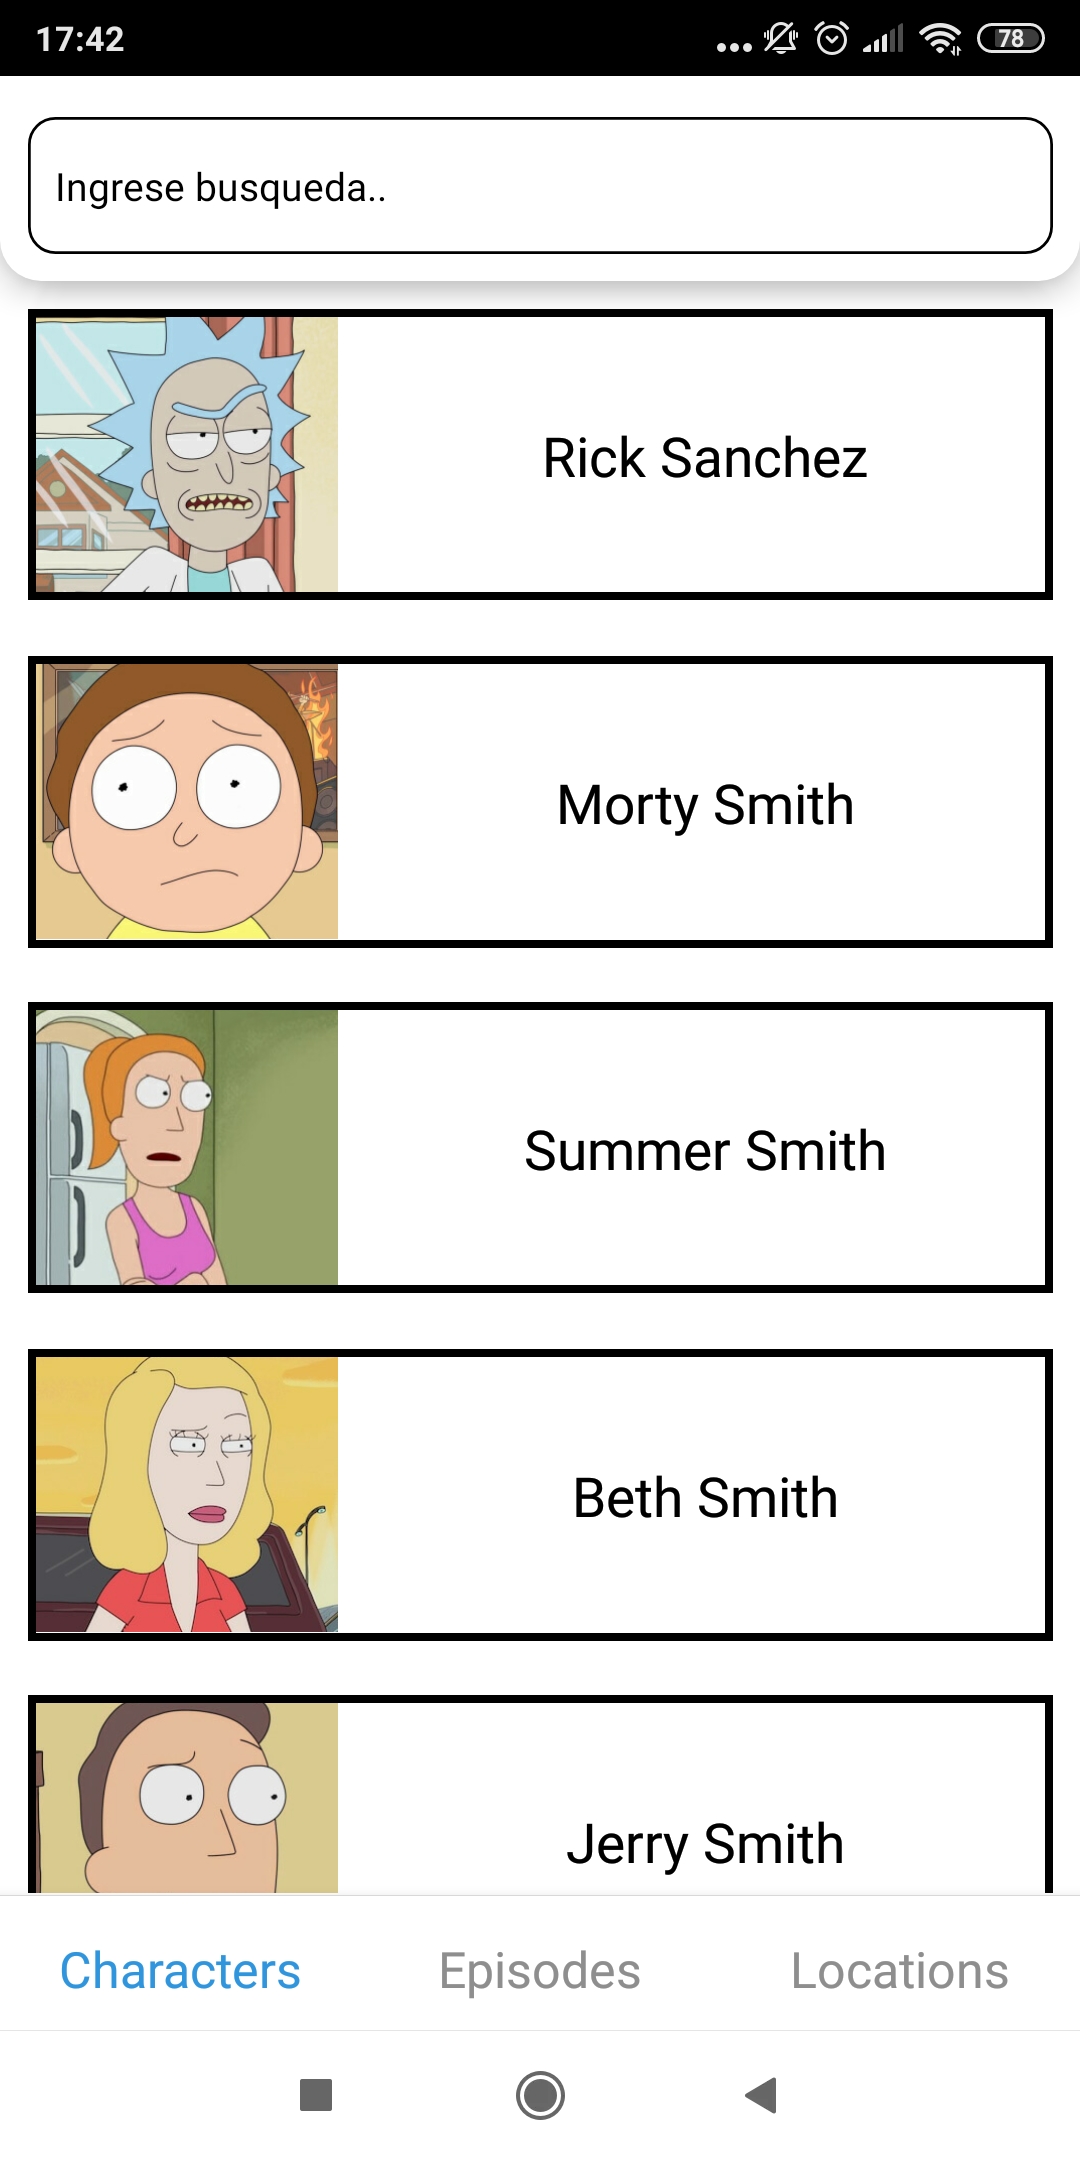 17:42
78
Ingrese busqueda..
Rick Sanchez
Morty Smith
Summer Smith
Beth Smith
Jerry Smith
Characters Episodes Locations